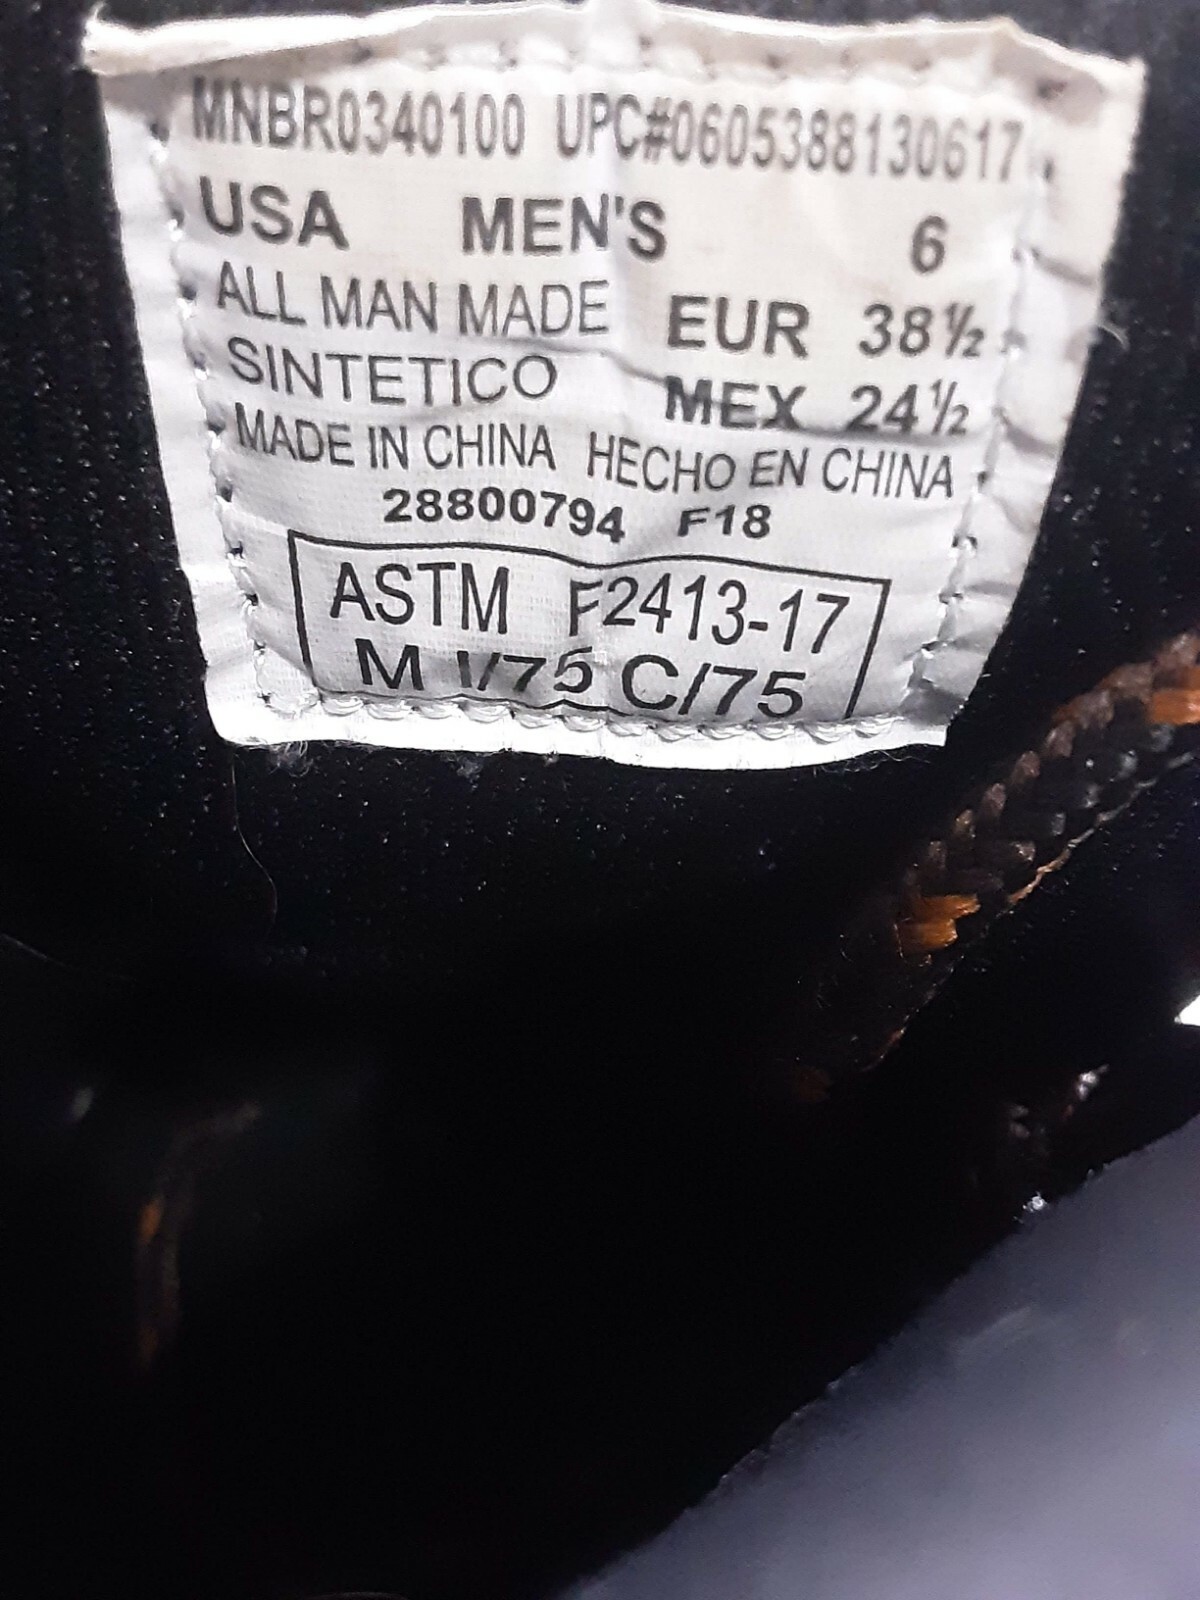 MNBR0340100 UPC#0605388130617
USA MEN'S 6
ALL MAN MADE EUR 38½
SINTETICO MEX 24½
MADE IN CHINA HECHO EN CHINA
28800794 F18
ASTM F2413-17
M I/75 C/75